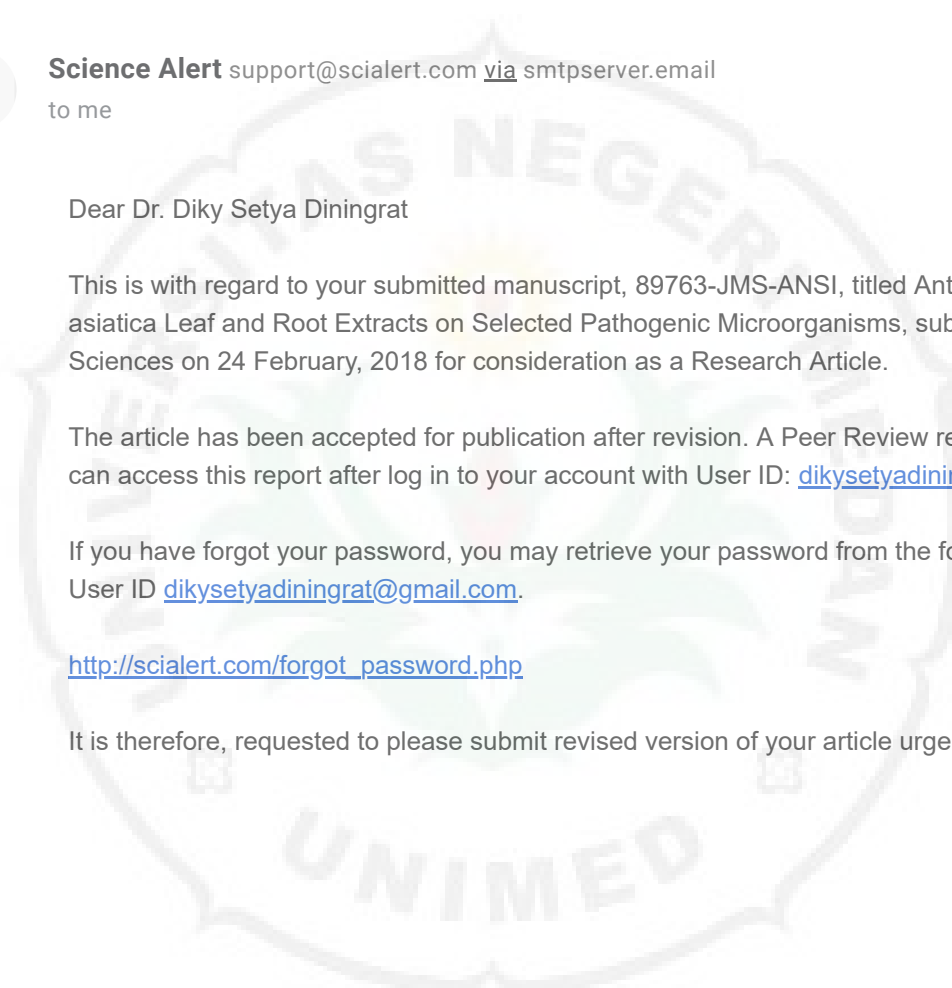 Science Alert support@scialert.com via smtpserver.email
to me
Dear Dr. Diky Setya Diningrat
This is with regard to your submitted manuscript, 89763-JMS-ANSI, titled Ant
asiatica Leaf and Root Extracts on Selected Pathogenic Microorganisms, sub
Sciences on 24 February, 2018 for consideration as a Research Article.
The article has been accepted for publication after revision. A Peer Review re
can access this report after log in to your account with User ID: dikysetyadinin
If you have forgot your password, you may retrieve your password from the fo
User ID dikysetyadiningrat@gmail.com.
http://scialert.com/forgot_password.php
It is therefore, requested to please submit revised version of your article urge
UNIVERSITAS NEGERI MEDAN
UNIMED